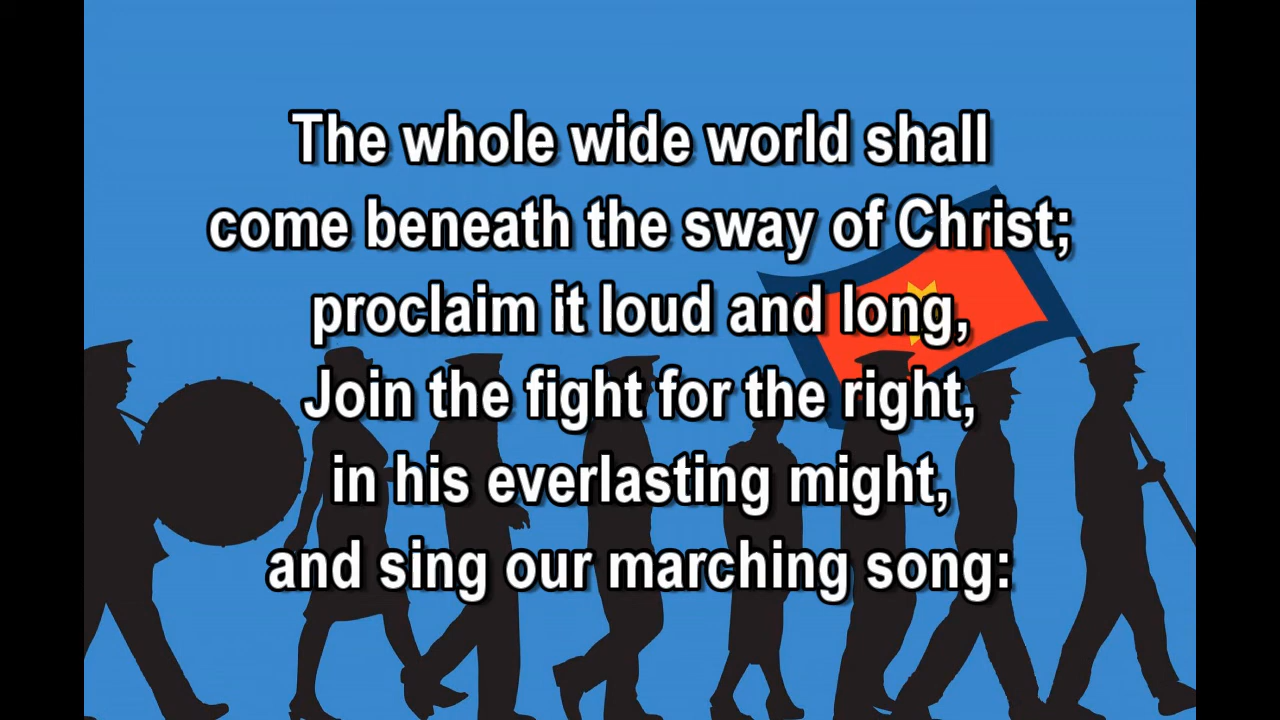 The whole wide world shall
come beneath the sway of Christ;
proclaim it loud and long,
Join the fight for the right,
in his everlasting might,
and sing our marching song: